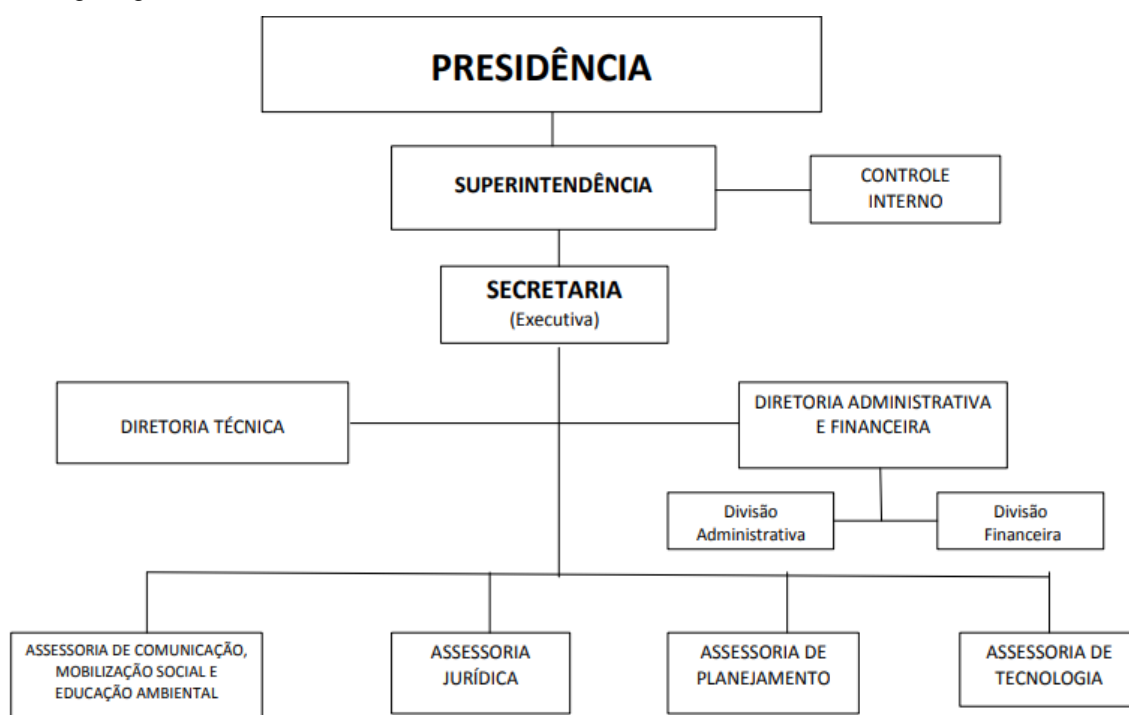 PRESIDÊNCIA
SUPERINTENDÊNCIA
CONTROLE
INTERNO
SECRETARIA
(Executiva)
DIRETORIA TÉCNICA
DIRETORIA ADMINISTRATIVA
E FINANCEIRA
Divisão
Administrativa
Divisão
Financeira
ASSESSORIA DE COMUNICAÇÃO,
MOBILIZAÇÃO SOCIAL E
EDUCAÇÃO AMBIENTAL
ASSESSORIA
JURÍDICA
ASSESSORIA DE
PLANEJAMENTO
ASSESSORIA DE
TECNOLOGIA